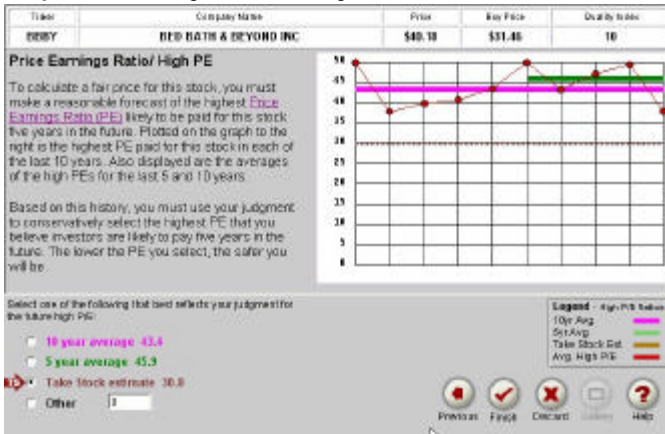 Ticker Company Name Price Buy Price Quality Index
BBBY BED BATH & BEYOND INC $40.18 $31.46 10
Price Earnings Ratio/ High PE
To calculate a fair price for this stock, you must
make a reasonable forecast of the highest Price
Earnings Ratio (PE) likely to be paid for this stock
five years in the future. Plotted on the graph to the
right is the highest PE paid for this stock in each of
the last 10 years. Also displayed are the averages
of the high PEs for the last 5 and 10 years.
Based on this history, you must use your judgment
to conservatively select the highest PE that you
believe investors are likely to pay five years in the
future. The lower the PE you select, the safer you
will be.
50
45
40
35
30
25
20
15
10
5
0
Select one of the following that best reflects your judgment for
the future high P/E:
10 year average 43.4
5 year average 45.9
Take Stock estimate 30.0
Other
Legend - High P/E Ratios
10yr Avg
5yr Avg
Take Stock Est.
Avg. High P/E
Previous Finish Discard Help